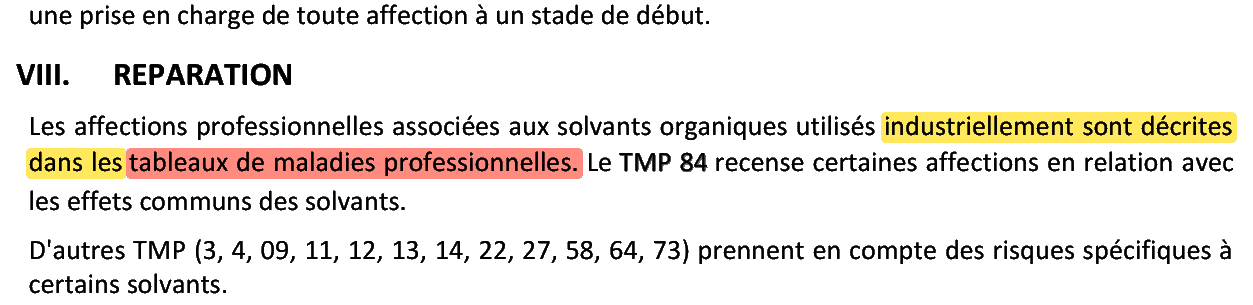 une prise en charge de toute affection à un stade de début.
VIII. REPARATION
Les affections professionnelles associées aux solvants organiques utilisés industriellement sont décrites
dans les tableaux de maladies professionnelles. Le TMP 84 recense certaines affections en relation avec
les effets communs des solvants.
D'autres TMP (3, 4, 09, 11, 12, 13, 14, 22, 27, 58, 64, 73) prennent en compte des risques spécifiques à
certains solvants.